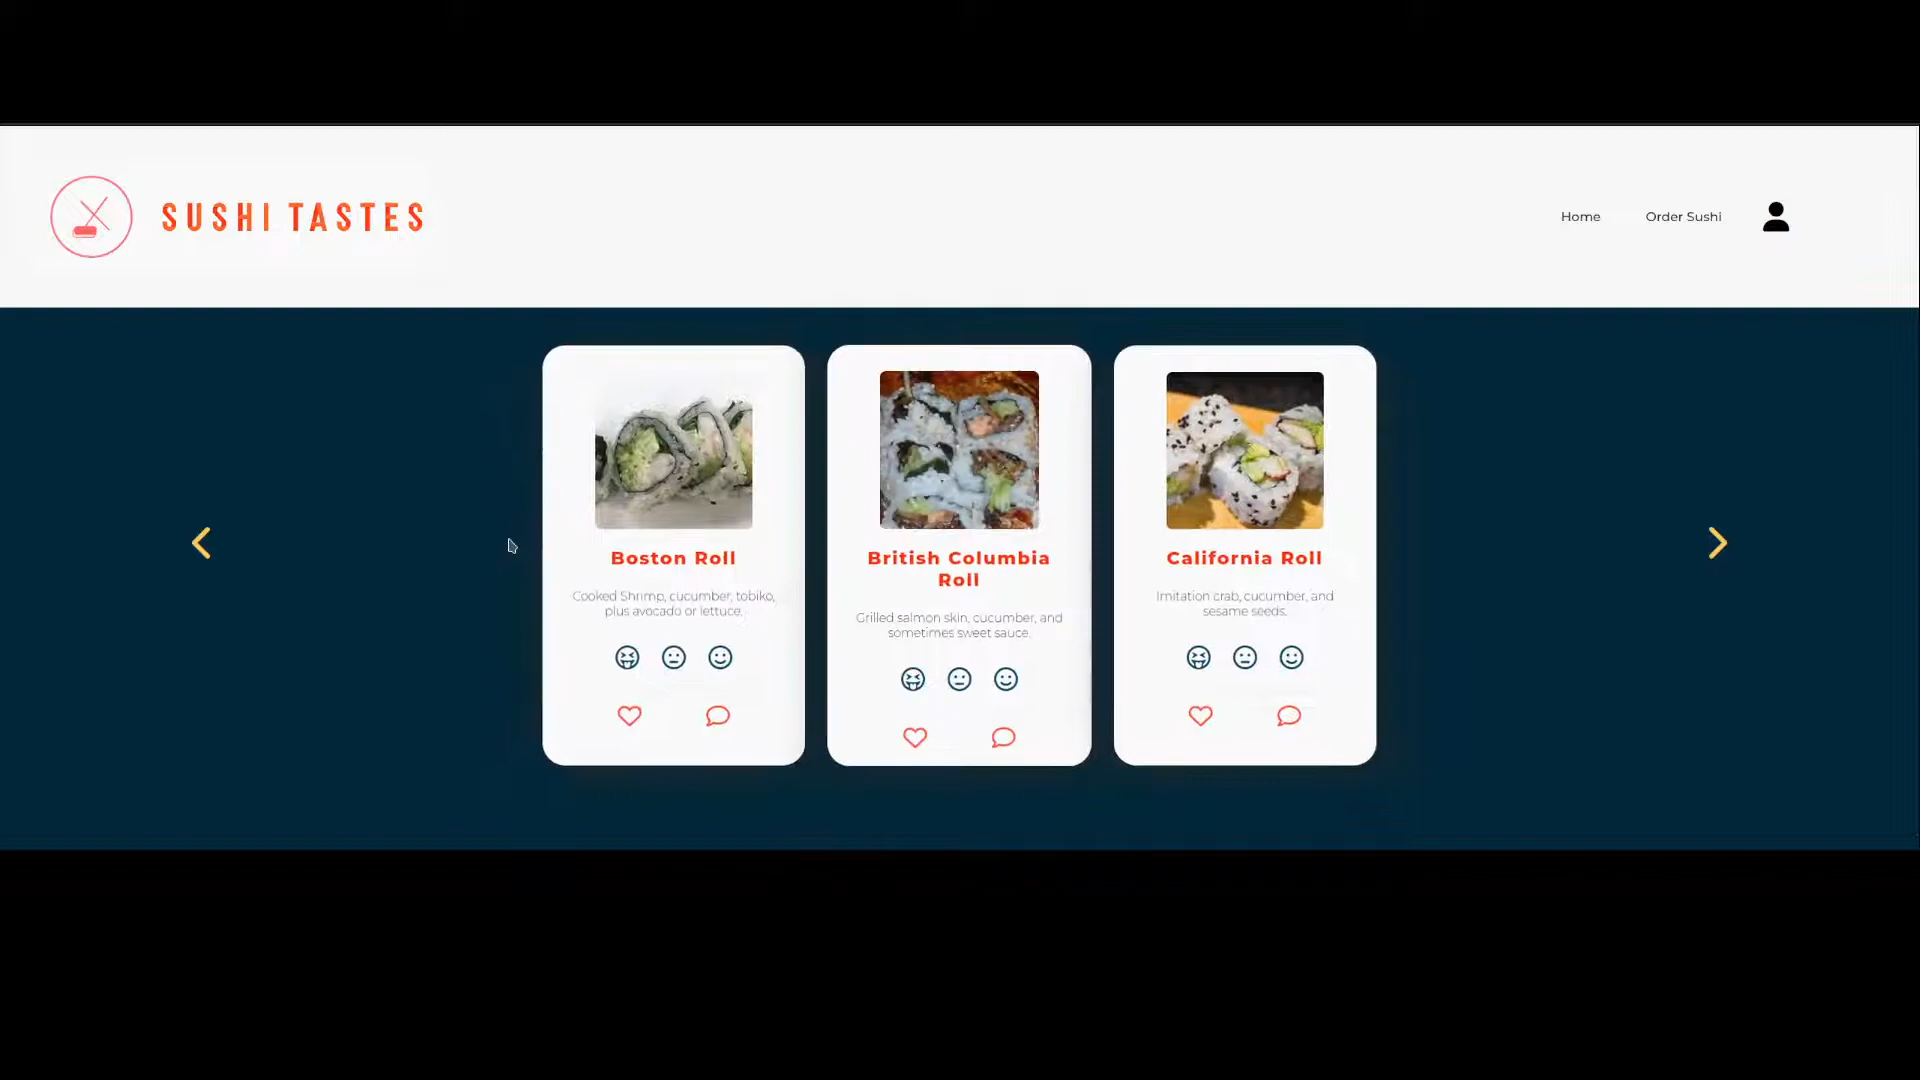 SUSHI TASTES
Home
Order Sushi
Boston Roll
Cooked Shrimp, cucumber, tobiko,
plus avocado or lettuce.
British Columbia
Roll
Grilled salmon skin, cucumber, and
sometimes sweet sauce.
California Roll
Imitation crab, cucumber, and
sesame seeds.